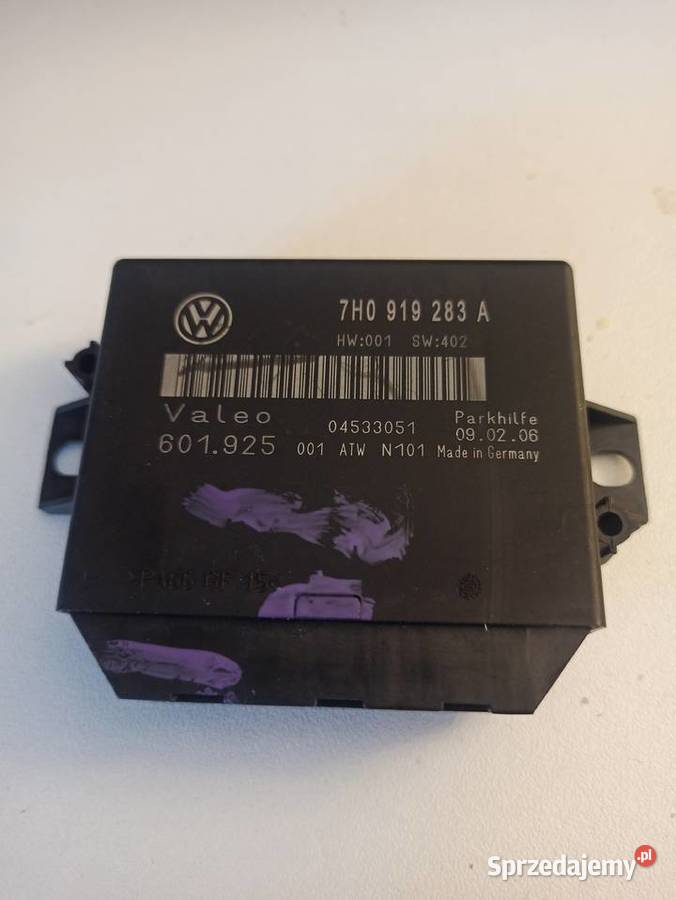 7H0 919 283 A
HW:001 SW:402
Valeo 04533051 Parkhilfe
601.925 001 ATW N101 09.02.06
Made in Germany
Sprzedajemy.pl